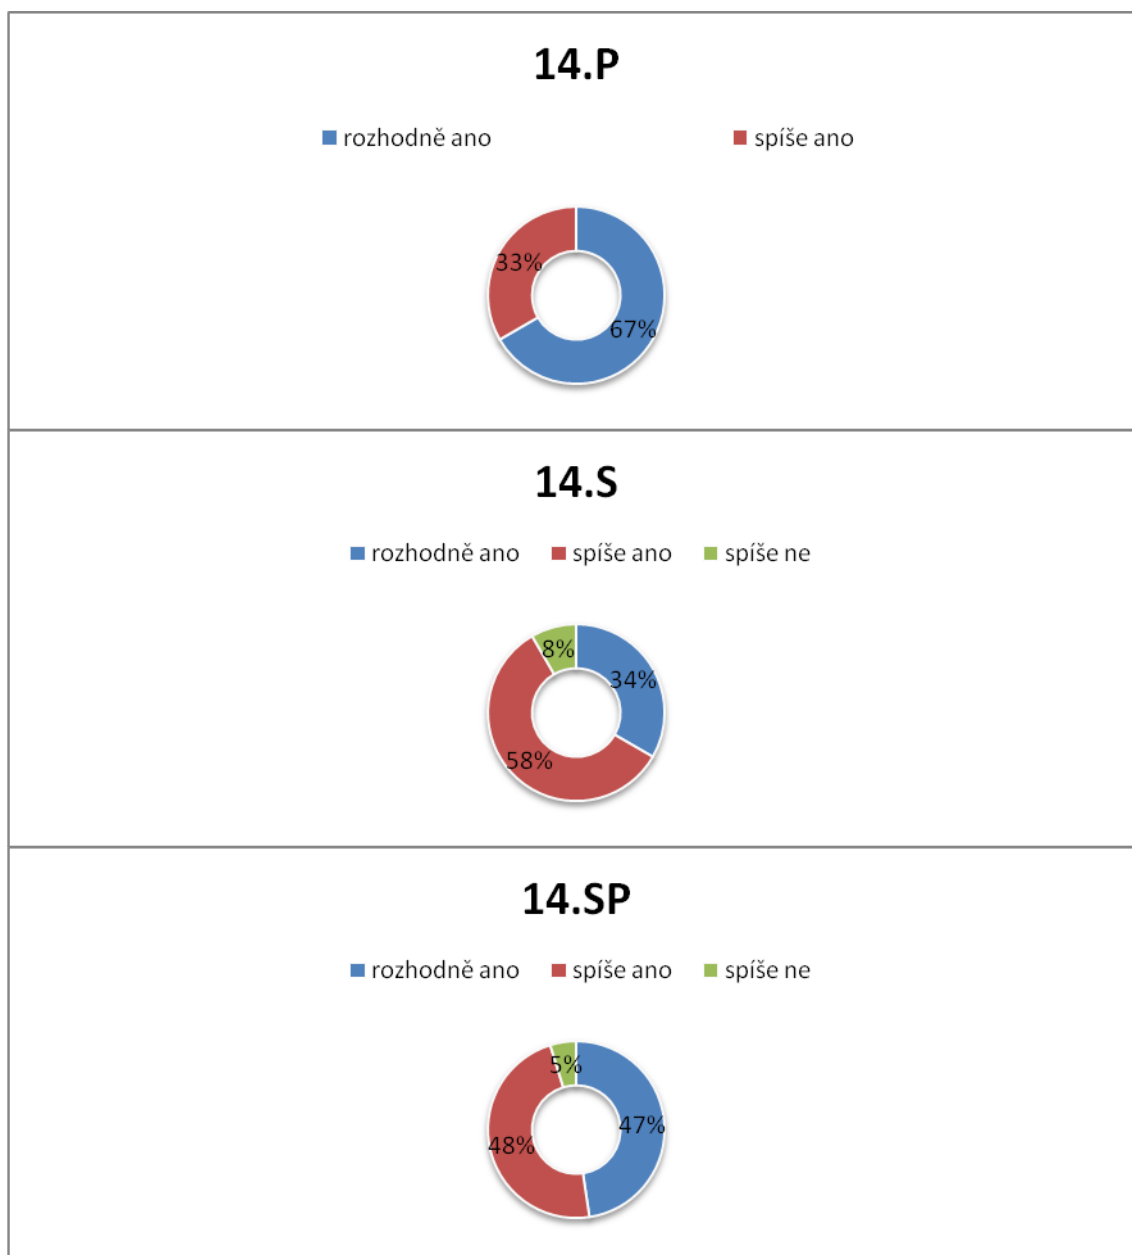 14.P
rozhodně ano spíše ano
33%
67%
14.S
rozhodně ano spíše ano spíše ne
8%
34%
58%
14.SP
rozhodně ano spíše ano spíše ne
5%
47%
48%